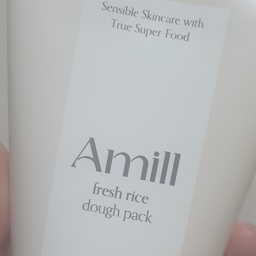 Sensible Skincare with
True Super Food
Amill
fresh rice
dough pack